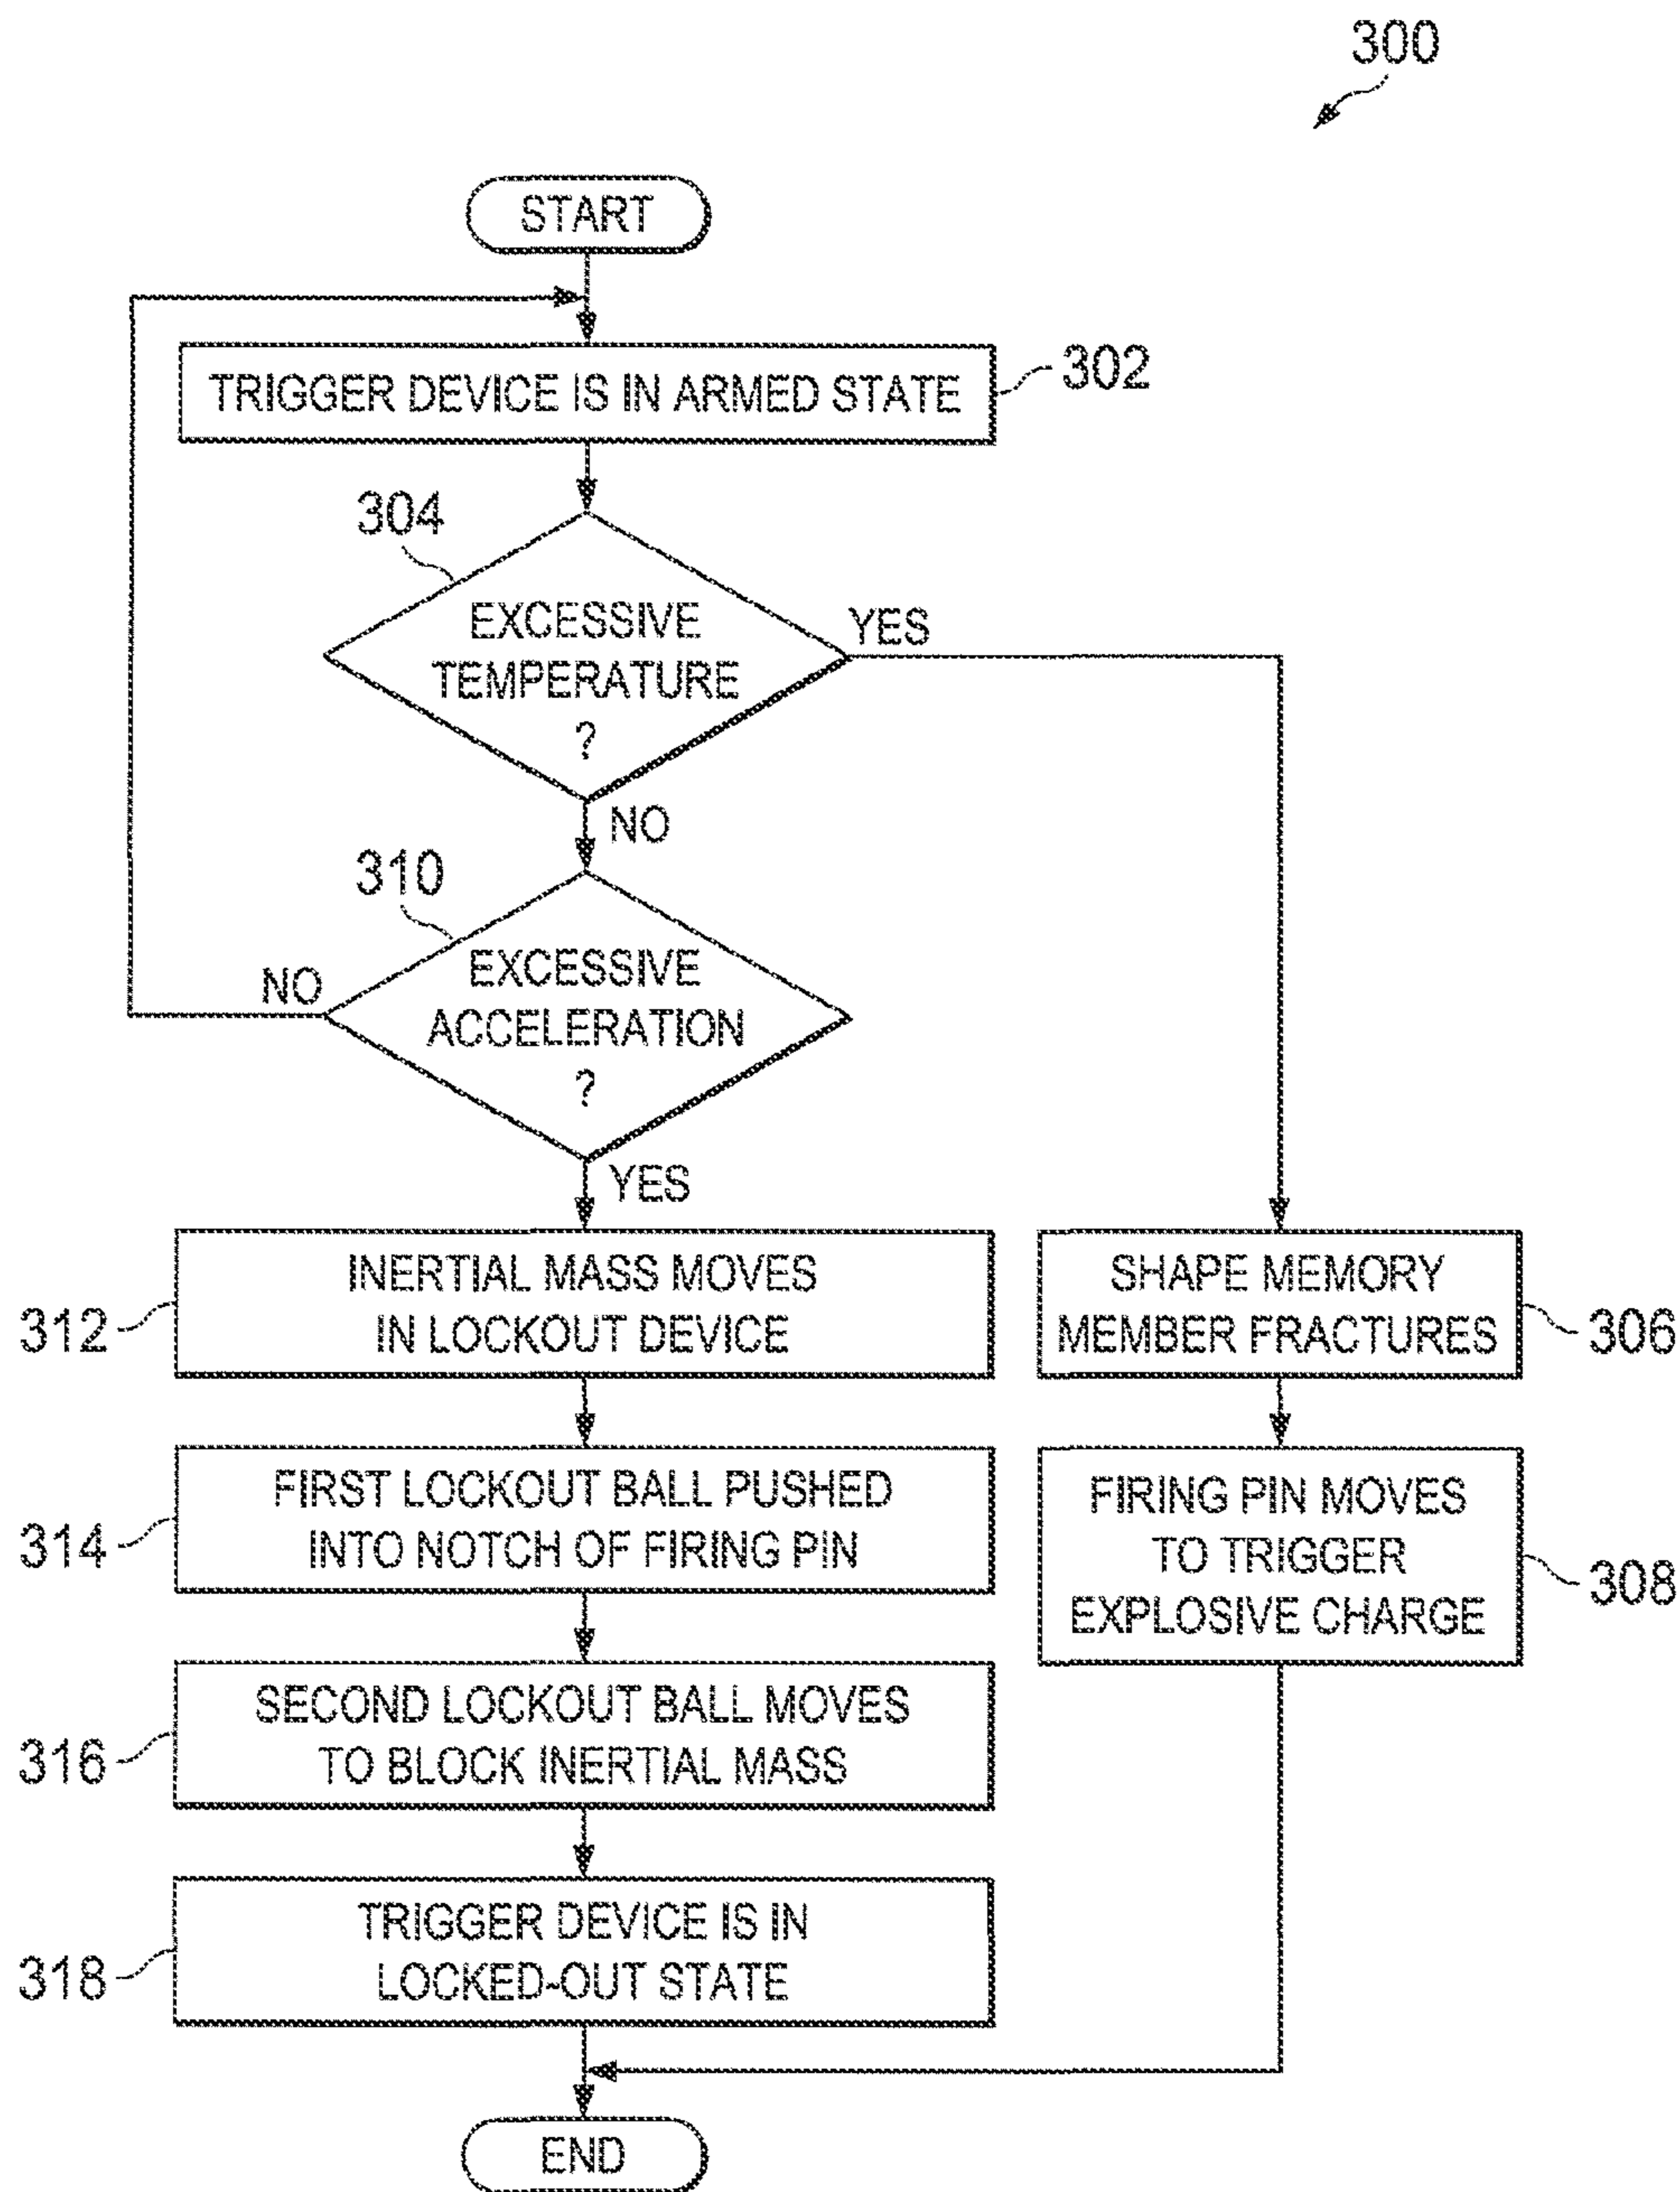 300
START
TRIGGER DEVICE IS IN ARMED STATE
302
304
EXCESSIVE
TEMPERATURE
?
YES
NO
310
EXCESSIVE
ACCELERATION
?
NO
YES
312
INERTIAL MASS MOVES
IN LOCKOUT DEVICE
SHAPE MEMORY
MEMBER FRACTURES
306
314
FIRST LOCKOUT BALL PUSHED
INTO NOTCH OF FIRING PIN
FIRING PIN MOVES
TO TRIGGER
EXPLOSIVE CHARGE
308
316
SECOND LOCKOUT BALL MOVES
TO BLOCK INERTIAL MASS
318
TRIGGER DEVICE IS IN
LOCKED-OUT STATE
END